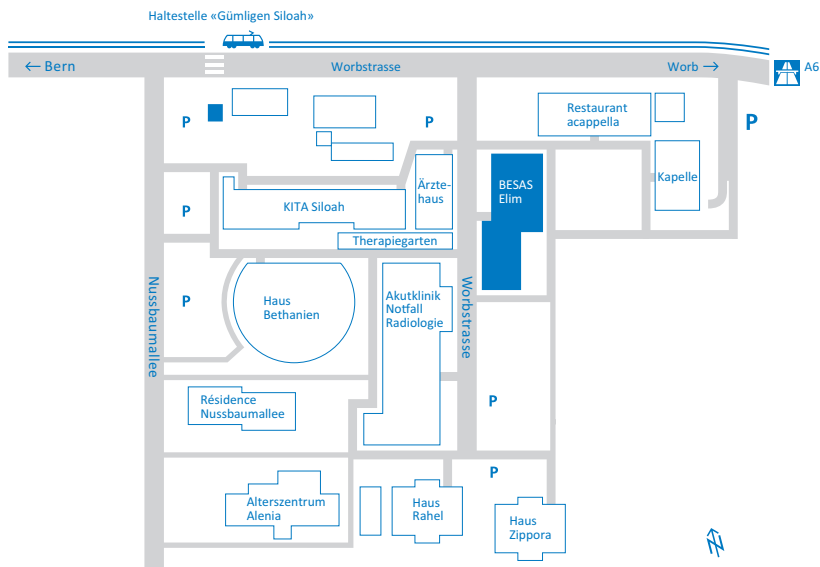 Haltestelle «Gümligen Siloah»
← Bern
Worbstrasse
Worb →
A6
Restaurant
acappella
P
P
P
Ärzte-
haus
BESAS
Elim
Kapelle
KITA Siloah
P
Therapiegarten
Nussbaumallee
P
Haus
Bethanien
Akutklinik
Notfall
Radiologie
Worbstrasse
Résidence
Nussbaumallee
P
P
Alterszentrum
Alenia
Haus
Rahel
Haus
Zippora
N